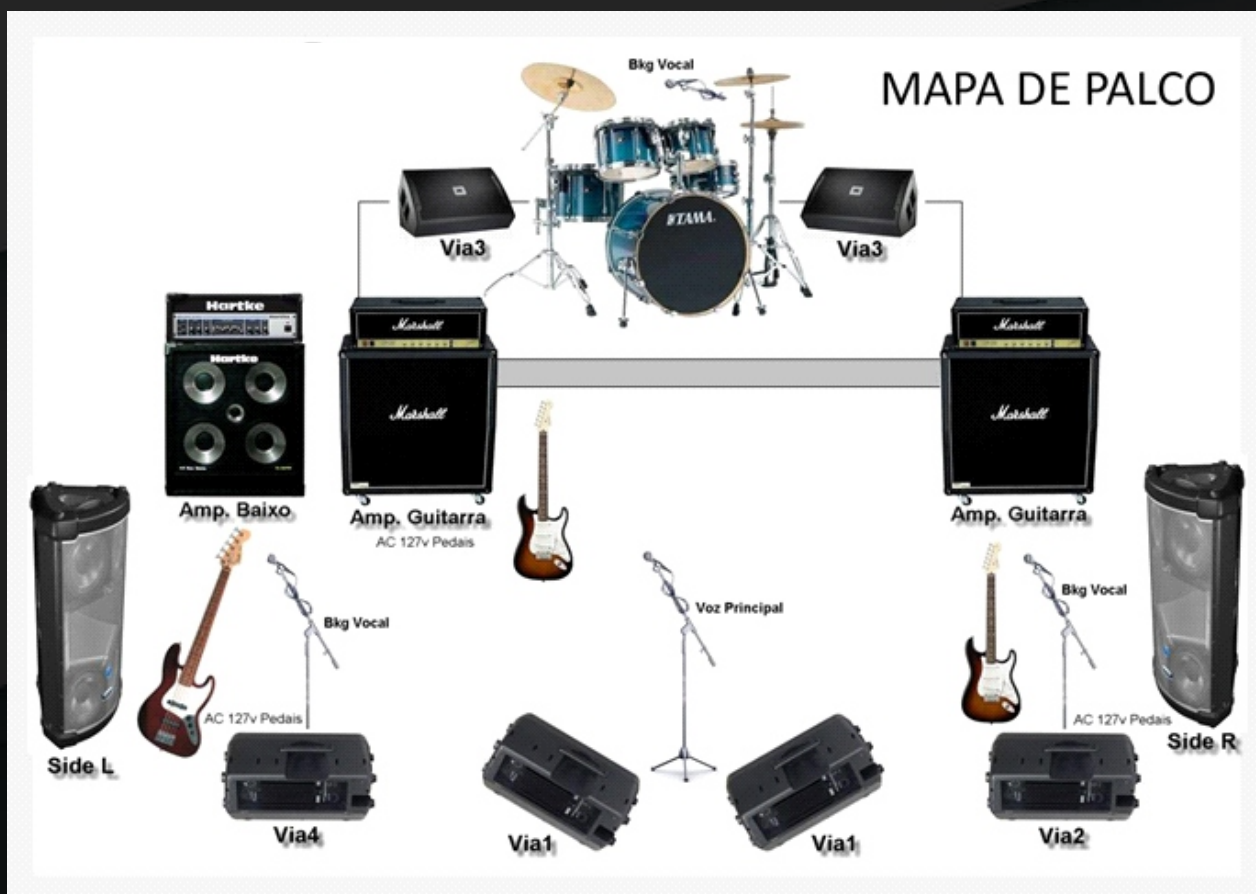 Bkg Vocal
MAPA DE PALCO
TAMA
Via3
Via3
Hartke
Hartke
Marshall
Marshall
Marshall
Marshall
Amp. Baixo
Amp. Guitarra
AC 127v Pedais
Amp. Guitarra
Bkg Vocal
Voz Principal
Bkg Vocal
AC 127v Pedais
AC 127v Pedais
Side L
Side R
Via4
Via1
Via1
Via2